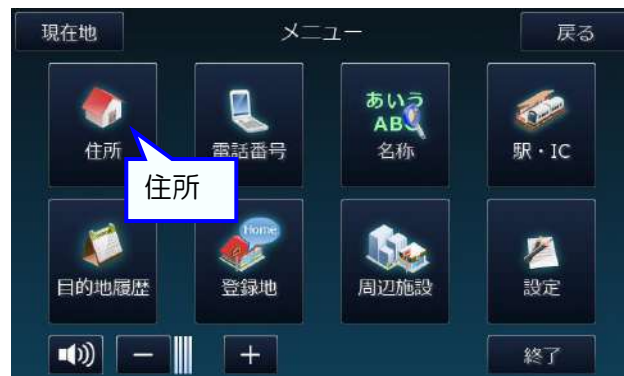 現在地 メニュー 戻る
あいう
ABC
住所 電話番号 名称 駅・IC
住所
Home
目的地履歴 登録地 周辺施設 設定
− +
終了